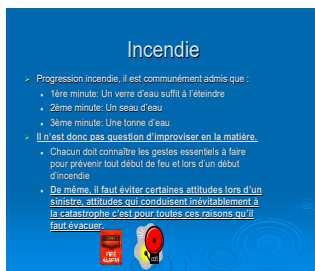 Incendie
Progression incendie, il est communément admis que :
1ère minute: Un verre d'eau suffit à l'éteindre
2ème minute: Un seau d'eau
3ème minute: Une tonne d'eau
Il n'est donc pas question d'improviser en la matière.
Chacun doit connaître les gestes essentiels à faire
pour prévenir tout début de feu et lors d'un début
d'incendie
De même, il faut éviter certaines attitudes lors d'un
sinistre, attitudes qui conduisent inévitablement à
la catastrophe c'est pour toutes ces raisons qu'il
faut évacuer.
FIRE
ALARM